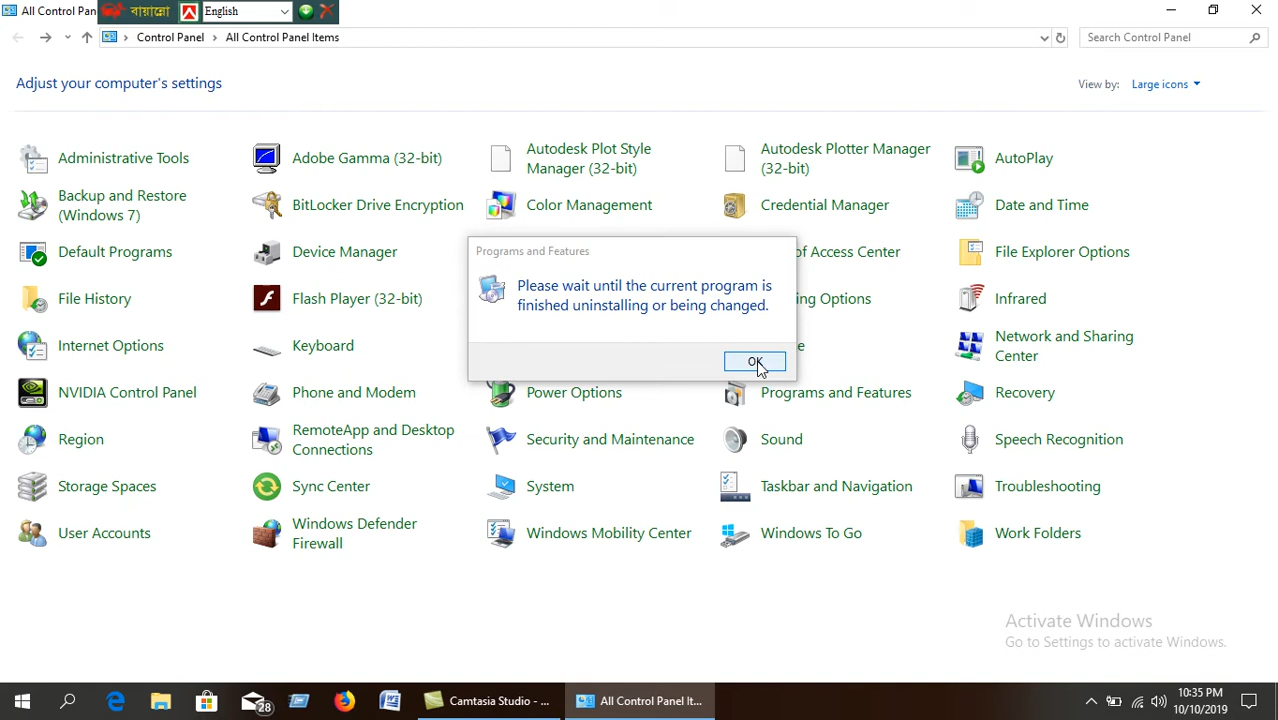 All Control Pan
বায়ান্নো
English
Control Panel
All Control Panel Items
Search Control Panel
Adjust your computer's settings
View by:
Large icons
Administrative Tools
Adobe Gamma (32-bit)
Autodesk Plot Style
Manager (32-bit)
Autodesk Plotter Manager
(32-bit)
AutoPlay
Backup and Restore
(Windows 7)
BitLocker Drive Encryption
Color Management
Credential Manager
Date and Time
Default Programs
Device Manager
of Access Center
File Explorer Options
File History
Flash Player (32-bit)
ing Options
Infrared
Internet Options
Keyboard
e
Network and Sharing
Center
Programs and Features
Please wait until the current program is
finished uninstalling or being changed.
OK
NVIDIA Control Panel
Phone and Modem
Power Options
Programs and Features
Recovery
Region
RemoteApp and Desktop
Connections
Security and Maintenance
Sound
Speech Recognition
Storage Spaces
Sync Center
System
Taskbar and Navigation
Troubleshooting
User Accounts
Windows Defender
Firewall
Windows Mobility Center
Windows To Go
Work Folders
Activate Windows
Go to Settings to activate Windows.
28
Camtasia Studio - ...
All Control Panel It...
10:35 PM
10/10/2019